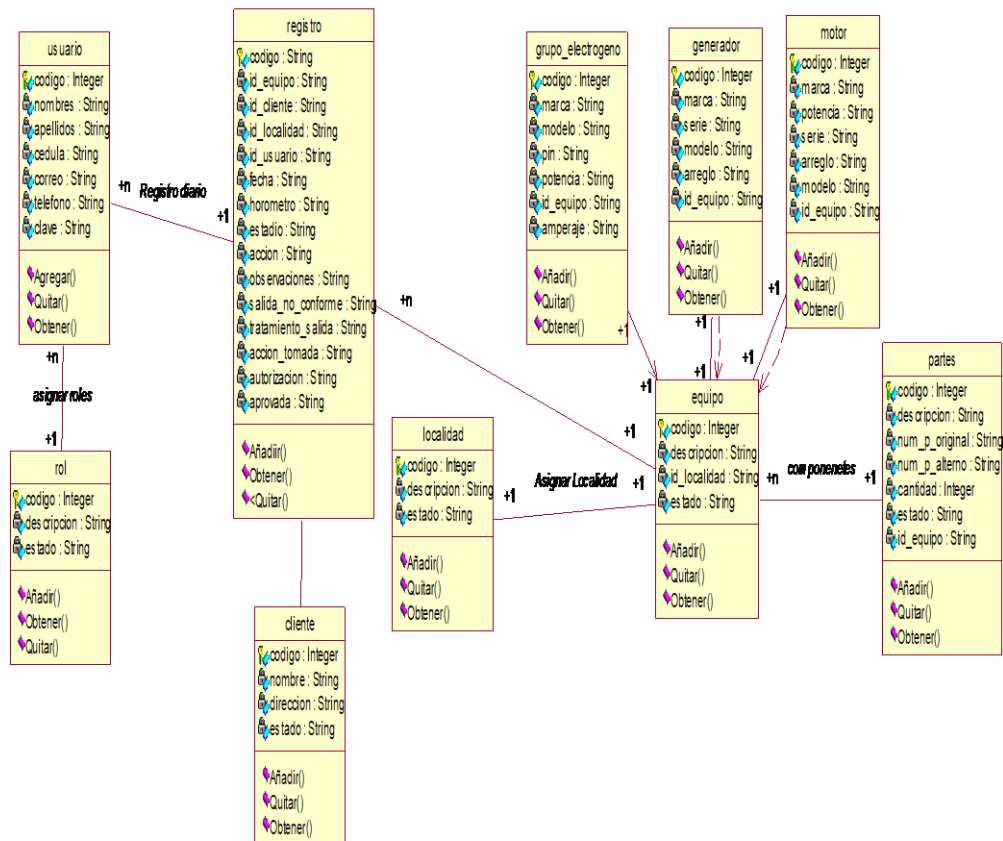 usuario
codigo : Integer
nombres : String
apellidos : String
cedula : String
correo : String
telefono : String
clave : String
Agregar()
Quitar()
Obtener()
+n
Registro diario
+1
+n
asignar roles
+1
rol
codigo : Integer
descripcion : String
estado : String
Añadir()
Obtener()
Quitar()
registro
codigo : String
id_equipo : String
id_cliente : String
id_localidad : String
id_usuario : String
fecha : String
horometro : String
estadio : String
accion : String
observaciones : String
salida_no_conforme : String
tratamiento_salida : String
accion_tomada : String
autorizacion : String
aprovada : String
Añadiir()
Obtener()
<Quitar()
+n
+1
cliente
codigo : Integer
nombre : String
direccion : String
estado : String
Añadir()
Quitar()
Obtener()
localidad
codigo : Integer
descripcion : String
estado : String
Añadir()
Quitar()
Obtener()
+1
Asignar Localidad
+1
grupo_electrogeno
codigo : Integer
marca : String
modelo : String
pin : String
potencia : String
id_equipo : String
amperaje : String
Añadir()
Quitar()
Obtener()
+1
+1
generador
codigo : Integer
marca : String
serie : String
modelo : String
arreglo : String
id_equipo : String
Añadir()
Quitar()
Obtener()
+1
+1
motor
codigo : Integer
marca : String
potencia : String
serie : String
arreglo : String
modelo : String
id_equipo : String
Añadir()
Quitar()
Obtener()
+1
+1
equipo
codigo : Integer
descripcion : String
id_localidad : String
estado : String
Añadir()
Quitar()
Obtener()
+n
componenetes
+1
partes
codigo : Integer
descripcion : String
num_p_original : String
num_p_alterno : String
cantidad : Integer
estado : String
id_equipo : String
Añadir()
Quitar()
Obtener()